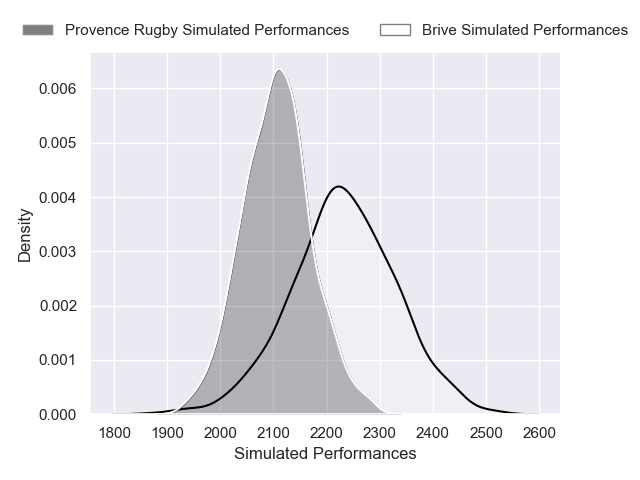 Provence Rugby Simulated Performances Brive Simulated Performances
0.006
0.005
0.004
0.003
0.002
0.001
0.000
Density
1800 1900 2000 2100 2200 2300 2400 2500 2600
Simulated Performances